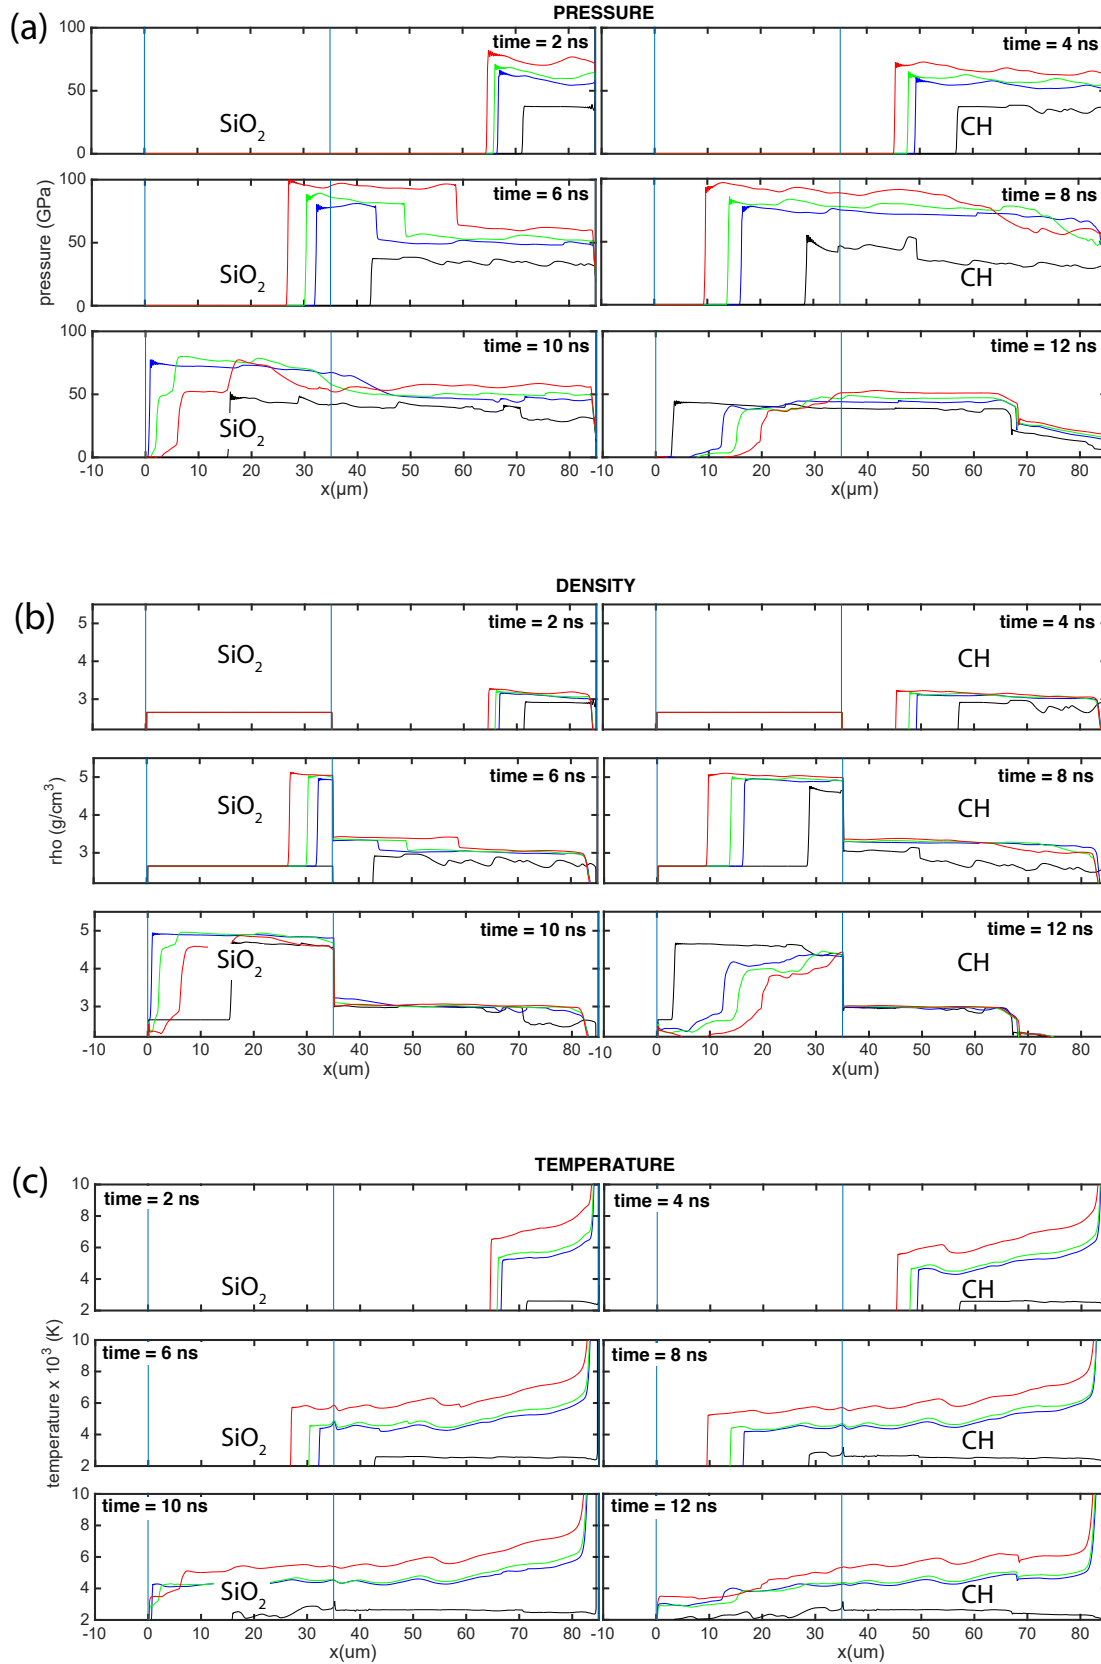 (a)
PRESSURE
100
50
0
time = 2 ns
SiO2
time = 4 ns
CH
pressure (GPa)
100
50
0
time = 6 ns
SiO2
time = 8 ns
CH
100
50
0
time = 10 ns
SiO2
time = 12 ns
-10 0 10 20 30 40 50 60 70 80 -10 0 10 20 30 40 50 60 70 80
x(μm) x(μm)
(b)
DENSITY
5
4
3
time = 2 ns
SiO2
time = 4 ns
CH
rho (g/cm3)
5
4
3
time = 6 ns
SiO2
time = 8 ns
CH
5
4
3
time = 10 ns
SiO2
time = 12 ns
CH
-10 0 10 20 30 40 50 60 70 80 -10 0 10 20 30 40 50 60 70 80
x(um) x(um)
(c)
TEMPERATURE
10
8
6
4
2
time = 2 ns
SiO2
time = 4 ns
CH
temperature x 103 (K)
10
8
6
4
2
time = 6 ns
SiO2
time = 8 ns
CH
10
8
6
4
2
time = 10 ns
SiO2
time = 12 ns
CH
-10 0 10 20 30 40 50 60 70 80 -10 0 10 20 30 40 50 60 70 80
x(um) x(um)